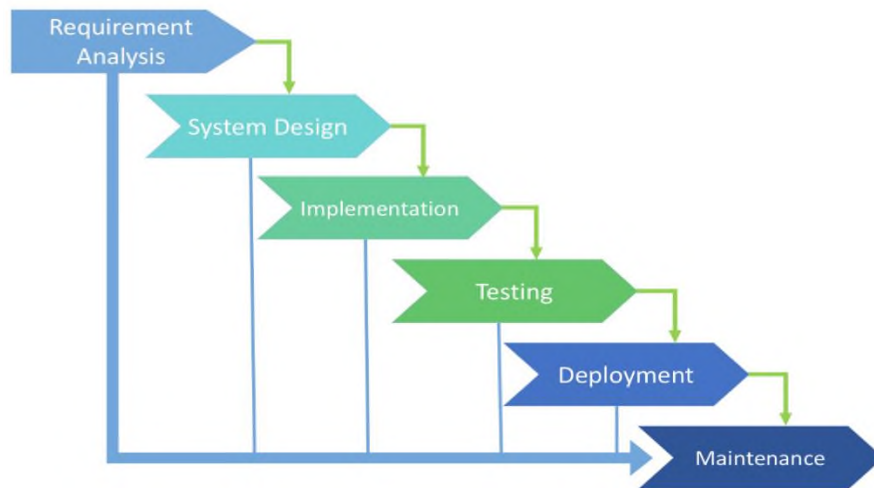 Requirement
Analysis
System Design
Implementation
Testing
Deployment
Maintenance